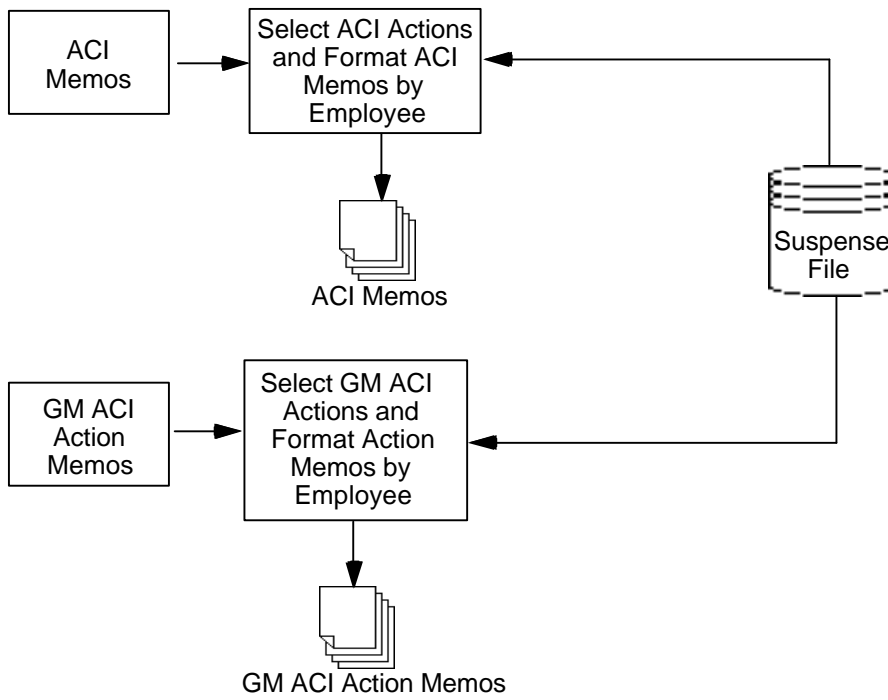 ACI
Memos
Select ACI Actions
and Format ACI
Memos by
Employee
Suspense
File
ACI Memos
GM ACI
Action
Memos
Select GM ACI
Actions and
Format Action
Memos by
Employee
GM ACI Action Memos